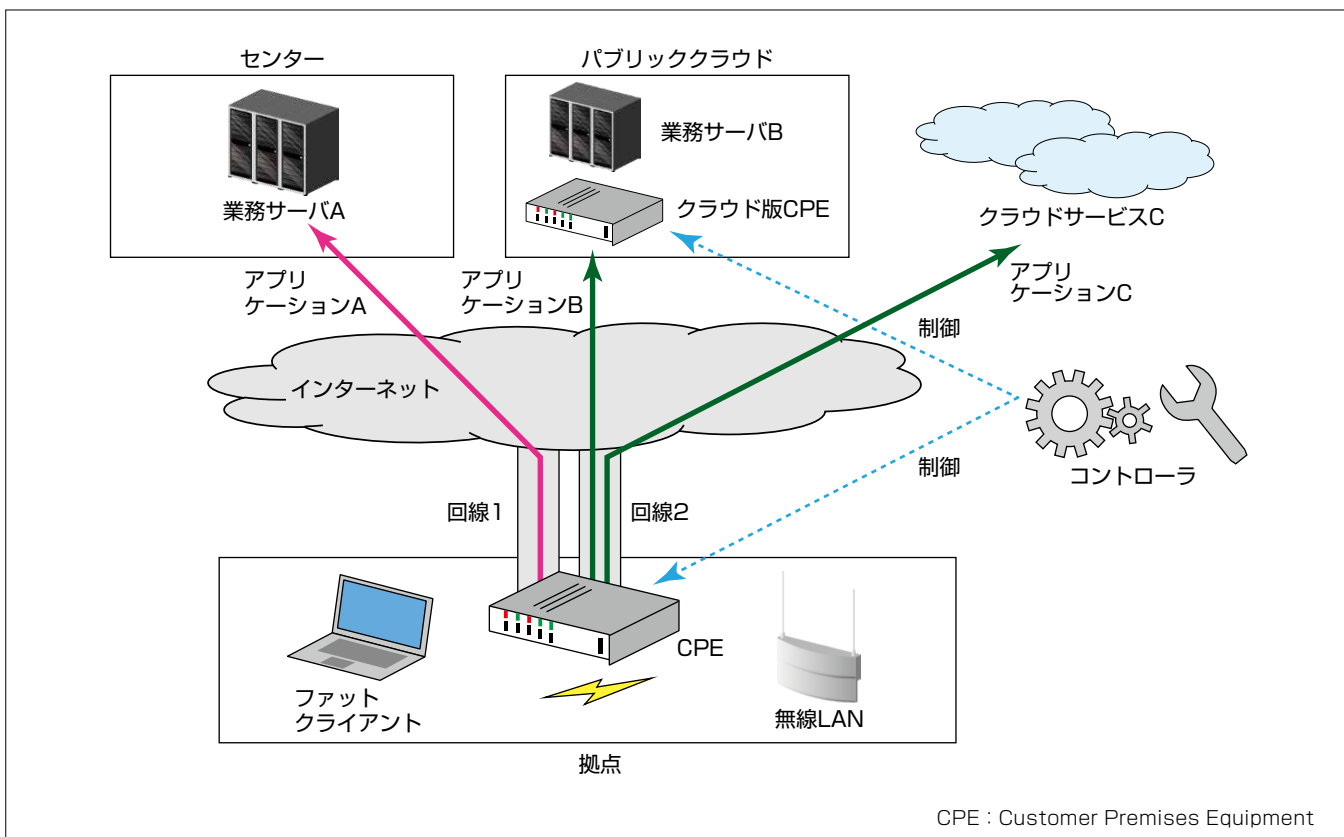 センター
パブリッククラウド
業務サーバA
業務サーバB
クラウド版CPE
クラウドサービスC
アプリ
ケーションA
アプリ
ケーションB
アプリ
ケーションC
制御
インターネット
制御
コントローラ
回線1
回線2
CPE
ファット
クライアント
無線LAN
拠点
CPE：Customer Premises Equipment